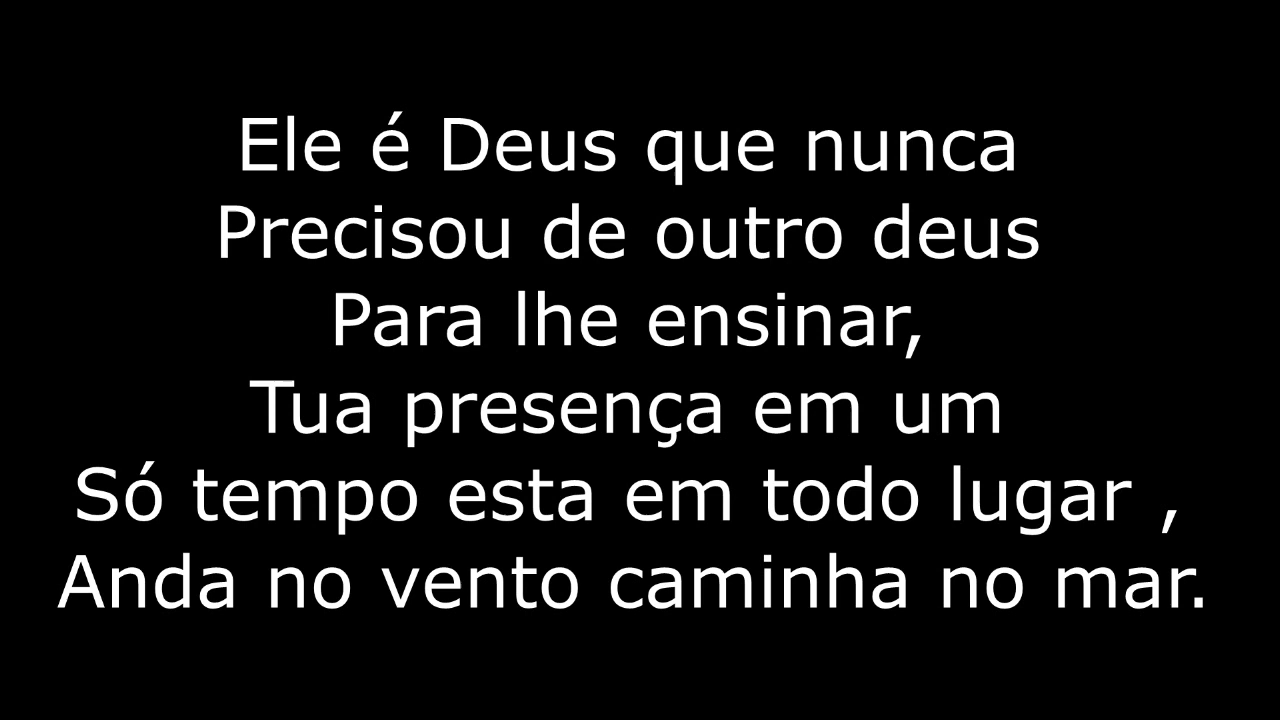 Ele é Deus que nunca
Precisou de outro deus
Para lhe ensinar,
Tua presença em um
Só tempo esta em todo lugar ,
Anda no vento caminha no mar.